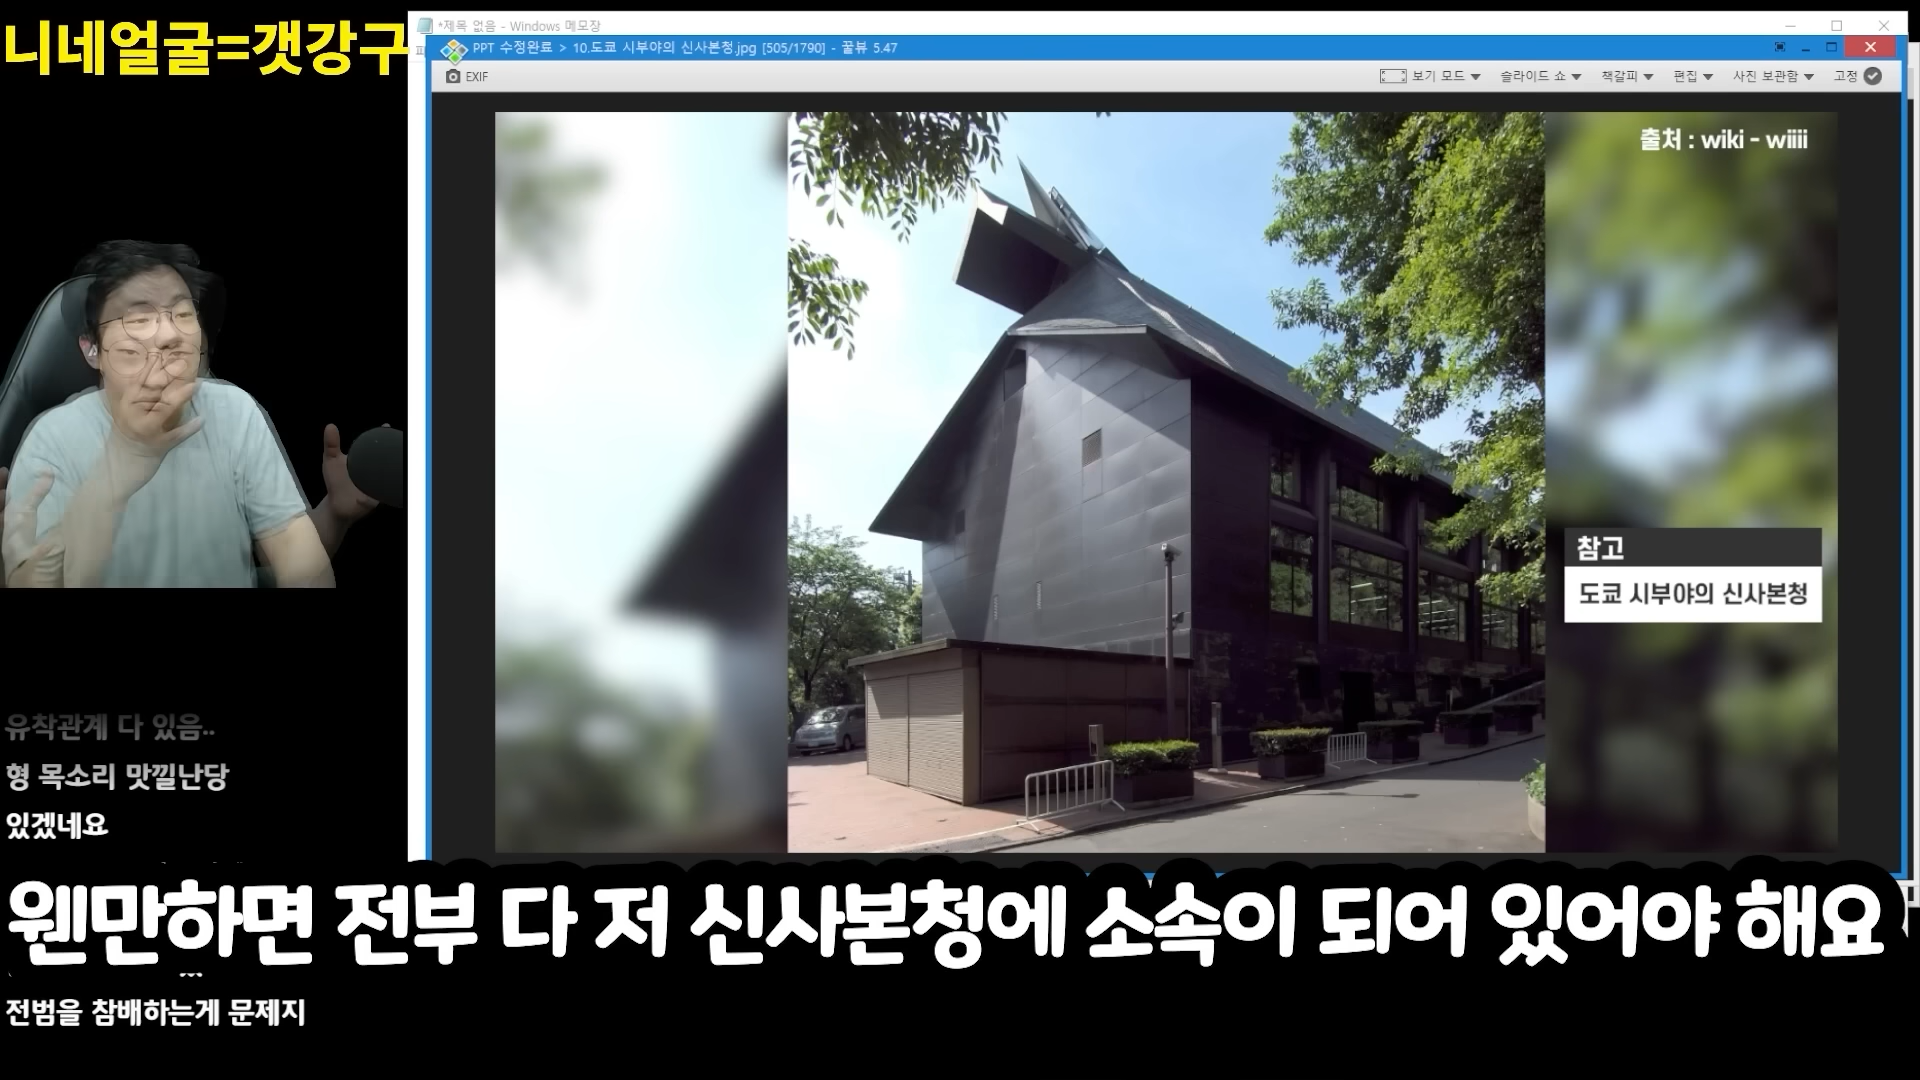 니네얼굴=갯강구
*제목 없음 - Windows 메모장
PPT 수정완료 > 10.도쿄 시부야의 신사본청.jpg [505/1790] - 꿀뷰 5.47
EXIF
보기 모드
슬라이드 쇼
책갈피
편집
사진 보관함
고정
출처 : wiki - wiiii
참고
도쿄 시부야의 신사본청
유착관계 다 있음..
형 목소리 맛낄난당
있겠네요
웬만하면 전부 다 저 신사본청에 소속이 되어 있어야 해요
전범을 참배하는게 문제지